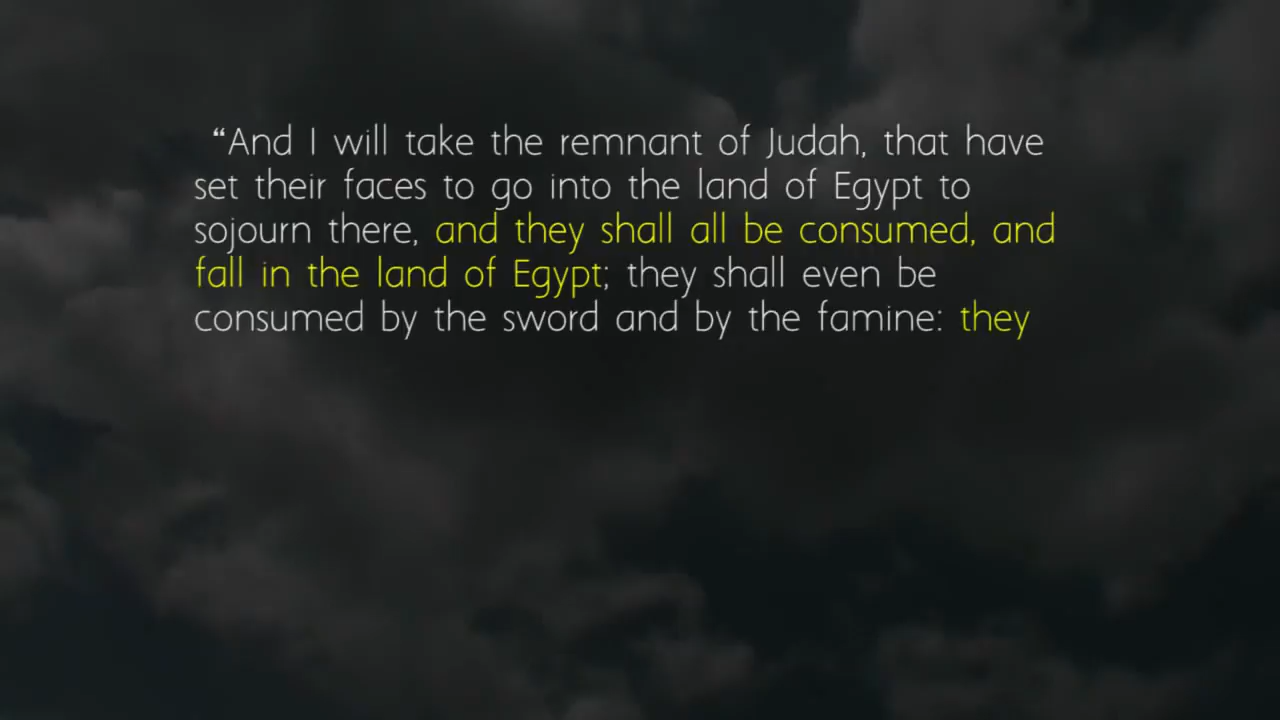 “And I will take the remnant of Judah, that have
set their faces to go into the land of Egypt to
sojourn there, and they shall all be consumed, and
fall in the land of Egypt; they shall even be
consumed by the sword and by the famine: they